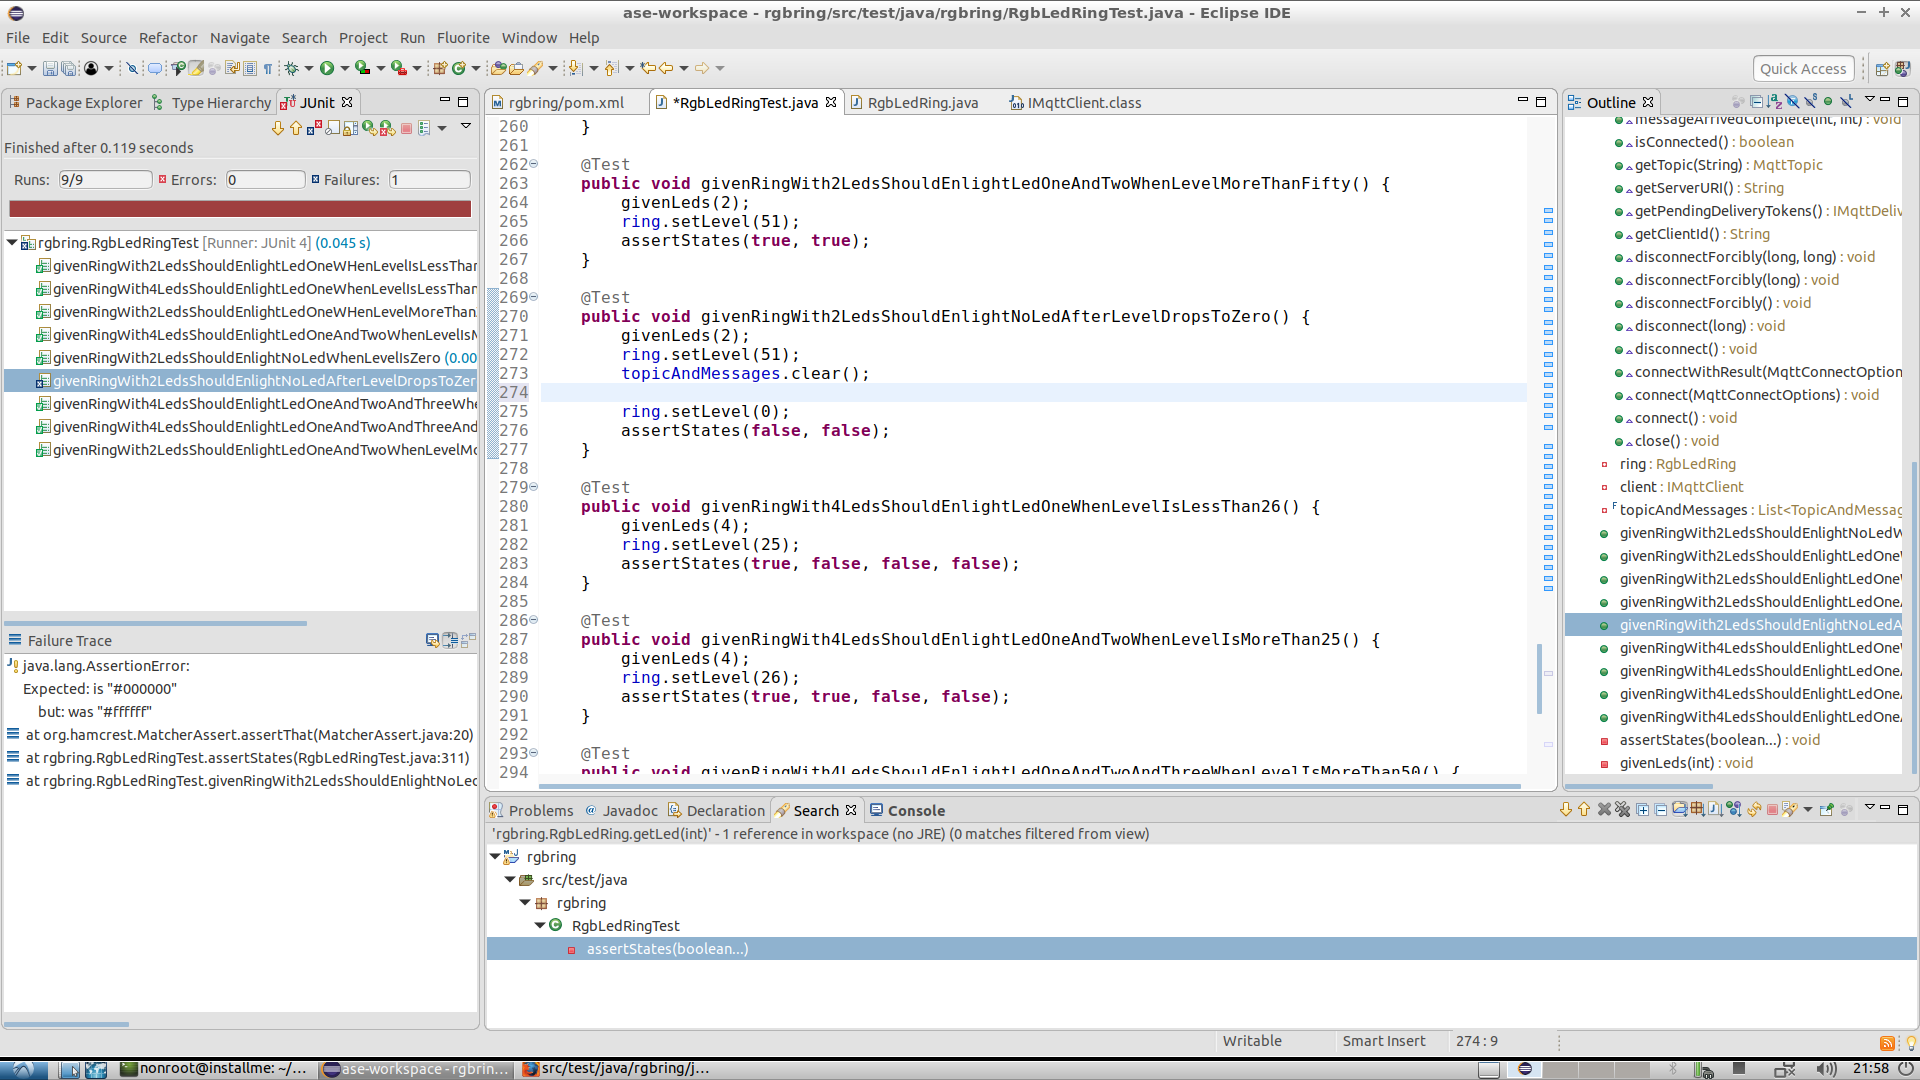 ase-workspace - rgbring/src/test/java/rgbring/RgbLedRingTest.java - Eclipse IDE
File Edit Source Refactor Navigate Search Project Run Fluorite Window Help
Quick Access
Package Explorer Type Hierarchy JUnit
Finished after 0.119 seconds
Runs: 9/9 Errors: 0 Failures: 1
rgbring.RgbLedRingTest [Runner: JUnit 4] (0.045 s)
givenRingWith2LedsShouldEnlightLedOneWHenLevelIsLessThan
givenRingWith4LedsShouldEnlightLedOneWhenLevelIsLessThan
givenRingWith2LedsShouldEnlightLedOneWHenLevelMoreThan
givenRingWith4LedsShouldEnlightLedOneAndTwoWhenLevelIsM
givenRingWith2LedsShouldEnlightNoLedWhenLevelIsZero (0.00
givenRingWith2LedsShouldEnlightNoLedAfterLevelDropsToZer
givenRingWith4LedsShouldEnlightLedOneAndTwoAndThreeWhe
givenRingWith4LedsShouldEnlightLedOneAndTwoAndThreeAnd
givenRingWith2LedsShouldEnlightLedOneAndTwoWhenLevelMo
Failure Trace
java.lang.AssertionError:
Expected: is "#000000"
but: was "#ffffff"
at org.hamcrest.MatcherAssert.assertThat(MatcherAssert.java:20)
at rgbring.RgbLedRingTest.assertStates(RgbLedRingTest.java:311)
at rgbring.RgbLedRingTest.givenRingWith2LedsShouldEnlightNoLed
rgbring/pom.xml *RgbLedRingTest.java RgbLedRing.java IMqttClient.class
260 }
261
262 @Test
263 public void givenRingWith2LedsShouldEnlightLedOneAndTwoWhenLevelMoreThanFifty() {
264 givenLeds(2);
265 ring.setLevel(51);
266 assertStates(true, true);
267 }
268
269 @Test
270 public void givenRingWith2LedsShouldEnlightNoLedAfterLevelDropsToZero() {
271 givenLeds(2);
272 ring.setLevel(51);
273 topicAndMessages.clear();
274
275 ring.setLevel(0);
276 assertStates(false, false);
277 }
278
279 @Test
280 public void givenRingWith4LedsShouldEnlightLedOneWhenLevelIsLessThan26() {
281 givenLeds(4);
282 ring.setLevel(25);
283 assertStates(true, false, false, false);
284 }
285
286 @Test
287 public void givenRingWith4LedsShouldEnlightLedOneAndTwoWhenLevelIsMoreThan25() {
288 givenLeds(4);
289 ring.setLevel(26);
290 assertStates(true, true, false, false);
291 }
292
293 @Test
294 public void givenRingWith4LedsShouldEnlightLedOneAndTwoAndThreeWhenLevelIsMoreThan50() {
Outline
messageArrivedComplete(int, int) : void
isConnected() : boolean
getTopic(String) : MqttTopic
getServerURI() : String
getPendingDeliveryTokens() : IMqttDeliv
getClientId() : String
disconnectForcibly(long, long) : void
disconnectForcibly(long) : void
disconnectForcibly() : void
disconnect(long) : void
disconnect() : void
connectWithResult(MqttConnectOption
connect(MqttConnectOptions) : void
connect() : void
close() : void
ring : RgbLedRing
client : IMqttClient
topicAndMessages : List<TopicAndMessag
givenRingWith2LedsShouldEnlightNoLedW
givenRingWith2LedsShouldEnlightLedOneW
givenRingWith2LedsShouldEnlightLedOneW
givenRingWith2LedsShouldEnlightLedOneA
givenRingWith2LedsShouldEnlightNoLedA
givenRingWith4LedsShouldEnlightLedOneW
givenRingWith4LedsShouldEnlightLedOneA
givenRingWith4LedsShouldEnlightLedOneA
givenRingWith4LedsShouldEnlightLedOneA
assertStates(boolean...) : void
givenLeds(int) : void
Problems Javadoc Declaration Search Console
'rgbring.RgbLedRing.getLed(int)' - 1 reference in workspace (no JRE) (0 matches filtered from view)
rgbring
src/test/java
rgbring
RgbLedRingTest
assertStates(boolean...)
Writable Smart Insert 274 : 9
nonroot@installme: ~/... ase-workspace - rgbrin... src/test/java/rgbring/j... 21:58